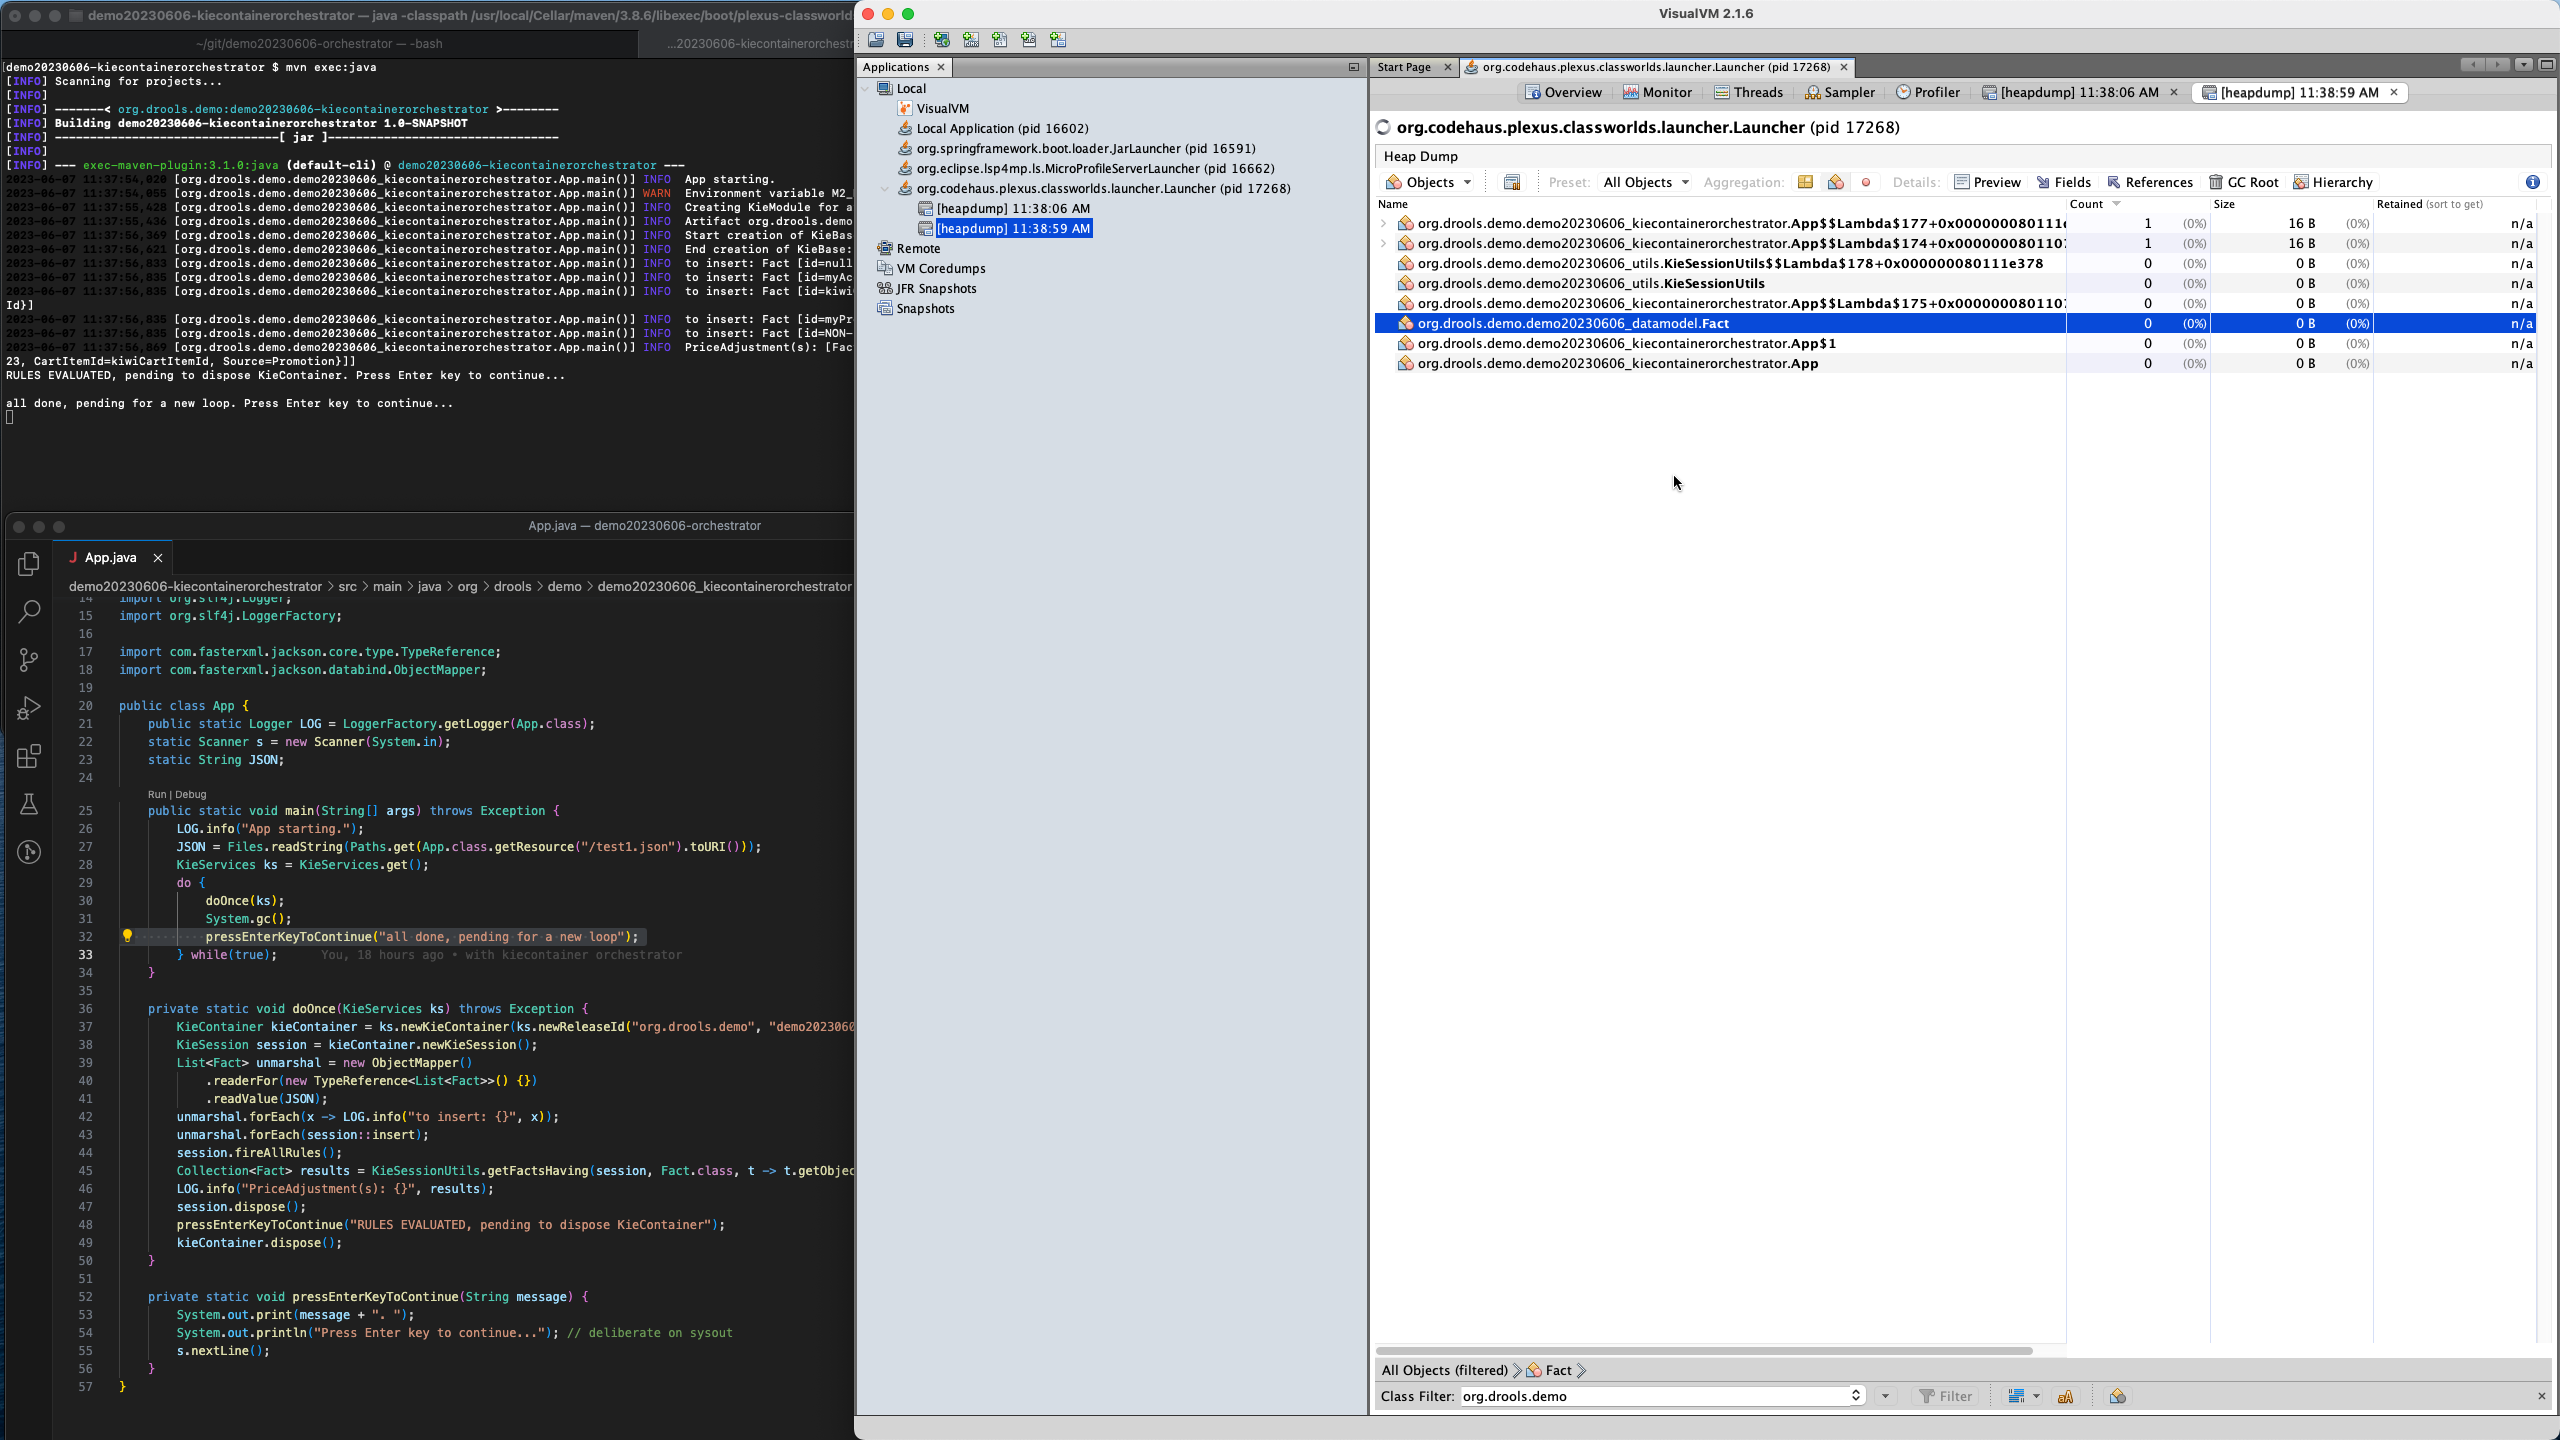 demo20230606-kiecontainerorchestrator — java -classpath /usr/local/Cellar/maven/3.8.6/libexec/boot/plexus-classworld
~/git/demo20230606-orchestrator — -bash
...20230606-kiecontainerorchestr
demo20230606-kiecontainerorchestrator $ mvn exec:java
[INFO] Scanning for projects...
[INFO]
[INFO] -------< org.drools.demo:demo20230606-kiecontainerorchestrator >--------
[INFO] Building demo20230606-kiecontainerorchestrator 1.0-SNAPSHOT
[INFO] --------------------------------[ jar ]---------------------------------
[INFO]
[INFO] --- exec-maven-plugin:3.1.0:java (default-cli) @ demo20230606-kiecontainerorchestrator ---
2023-06-07 11:37:54,020 [org.drools.demo.demo20230606_kiecontainerorchestrator.App.main()] INFO  App starting.
2023-06-07 11:37:54,055 [org.drools.demo.demo20230606_kiecontainerorchestrator.App.main()] WARN  Environment variable M2_
2023-06-07 11:37:55,428 [org.drools.demo.demo20230606_kiecontainerorchestrator.App.main()] INFO  Creating KieModule for a
2023-06-07 11:37:55,436 [org.drools.demo.demo20230606_kiecontainerorchestrator.App.main()] INFO  Artifact org.drools.demo
2023-06-07 11:37:56,369 [org.drools.demo.demo20230606_kiecontainerorchestrator.App.main()] INFO  Start creation of KieBas
2023-06-07 11:37:56,621 [org.drools.demo.demo20230606_kiecontainerorchestrator.App.main()] INFO  End creation of KieBase:
2023-06-07 11:37:56,833 [org.drools.demo.demo20230606_kiecontainerorchestrator.App.main()] INFO  to insert: Fact [id=null
2023-06-07 11:37:56,835 [org.drools.demo.demo20230606_kiecontainerorchestrator.App.main()] INFO  to insert: Fact [id=myAc
2023-06-07 11:37:56,835 [org.drools.demo.demo20230606_kiecontainerorchestrator.App.main()] INFO  to insert: Fact [id=kiwi
Id}]
2023-06-07 11:37:56,835 [org.drools.demo.demo20230606_kiecontainerorchestrator.App.main()] INFO  to insert: Fact [id=myPr
2023-06-07 11:37:56,835 [org.drools.demo.demo20230606_kiecontainerorchestrator.App.main()] INFO  to insert: Fact [id=NON-
2023-06-07 11:37:56,869 [org.drools.demo.demo20230606_kiecontainerorchestrator.App.main()] INFO  PriceAdjustment(s): [Fac
23, CartItemId=kiwiCartItemId, Source=Promotion}]]
RULES EVALUATED, pending to dispose KieContainer. Press Enter key to continue...
all done, pending for a new loop. Press Enter key to continue...
App.java — demo20230606-orchestrator
J App.java
demo20230606-kiecontainerorchestrator > src > main > java > org > drools > demo > demo20230606_kiecontainerorchestrator
14 import org.slf4j.Logger;
15 import org.slf4j.LoggerFactory;
16
17 import com.fasterxml.jackson.core.type.TypeReference;
18 import com.fasterxml.jackson.databind.ObjectMapper;
19
20 public class App {
21 public static Logger LOG = LoggerFactory.getLogger(App.class);
22 static Scanner s = new Scanner(System.in);
23 static String JSON;
24
Run | Debug
25 public static void main(String[] args) throws Exception {
26 LOG.info("App starting.");
27 JSON = Files.readString(Paths.get(App.class.getResource("/test1.json").toURI()));
28 KieServices ks = KieServices.get();
29 do {
30 doOnce(ks);
31 System.gc();
32 pressEnterKeyToContinue("all done, pending for a new loop");
33 } while(true); You, 18 hours ago • with kiecontainer orchestrator
34 }
35
36 private static void doOnce(KieServices ks) throws Exception {
37 KieContainer kieContainer = ks.newKieContainer(ks.newReleaseId("org.drools.demo", "demo2023060
38 KieSession session = kieContainer.newKieSession();
39 List<Fact> unmarshal = new ObjectMapper()
40 .readerFor(new TypeReference<List<Fact>>() {})
41 .readValue(JSON);
42 unmarshal.forEach(x -> LOG.info("to insert: {}", x));
43 unmarshal.forEach(session::insert);
44 session.fireAllRules();
45 Collection<Fact> results = KieSessionUtils.getFactsHaving(session, Fact.class, t -> t.getObjec
46 LOG.info("PriceAdjustment(s): {}", results);
47 session.dispose();
48 pressEnterKeyToContinue("RULES EVALUATED, pending to dispose KieContainer");
49 kieContainer.dispose();
50 }
51
52 private static void pressEnterKeyToContinue(String message) {
53 System.out.print(message + ". ");
54 System.out.println("Press Enter key to continue..."); // deliberate on sysout
55 s.nextLine();
56 }
57 }
VisualVM 2.1.6
Applications
Local
VisualVM
Local Application (pid 16602)
org.springframework.boot.loader.JarLauncher (pid 16591)
org.eclipse.lsp4mp.ls.MicroProfileServerLauncher (pid 16662)
org.codehaus.plexus.classworlds.launcher.Launcher (pid 17268)
[heapdump] 11:38:06 AM
[heapdump] 11:38:59 AM
Remote
VM Coredumps
JFR Snapshots
Snapshots
Start Page
org.codehaus.plexus.classworlds.launcher.Launcher (pid 17268)
Overview Monitor Threads Sampler Profiler [heapdump] 11:38:06 AM [heapdump] 11:38:59 AM
org.codehaus.plexus.classworlds.launcher.Launcher (pid 17268)
Heap Dump
Objects Preset: All Objects Aggregation: Details: Preview Fields References GC Root Hierarchy
Name Count Size Retained (sort to get)
org.drools.demo.demo20230606_kiecontainerorchestrator.App$$Lambda$177+0x000000080111 1 (0%) 16 B (0%) n/a
org.drools.demo.demo20230606_kiecontainerorchestrator.App$$Lambda$174+0x000000080110 1 (0%) 16 B (0%) n/a
org.drools.demo.demo20230606_utils.KieSessionUtils$$Lambda$178+0x000000080111e378 0 (0%) 0 B (0%) n/a
org.drools.demo.demo20230606_utils.KieSessionUtils 0 (0%) 0 B (0%) n/a
org.drools.demo.demo20230606_kiecontainerorchestrator.App$$Lambda$175+0x000000080110 0 (0%) 0 B (0%) n/a
org.drools.demo.demo20230606_datamodel.Fact 0 (0%) 0 B (0%) n/a
org.drools.demo.demo20230606_kiecontainerorchestrator.App$1 0 (0%) 0 B (0%) n/a
org.drools.demo.demo20230606_kiecontainerorchestrator.App 0 (0%) 0 B (0%) n/a
All Objects (filtered) Fact
Class Filter: org.drools.demo Filter aA